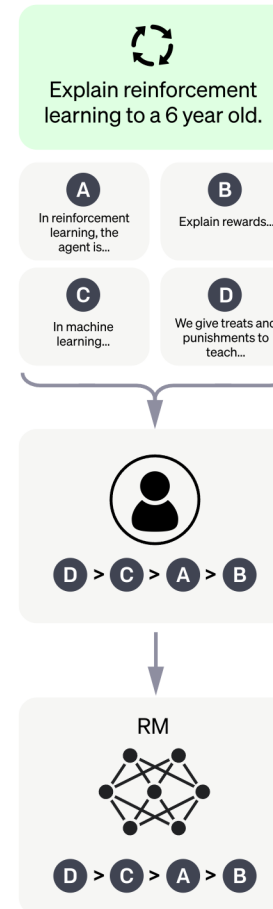 Explain reinforcement
learning to a 6 year old.
A
B
In reinforcement
learning, the
agent is...
Explain rewards...
C
D
In machine
learning...
We give treats and
punishments to
teach...
D > C > A > B
RM
D > C > A > B